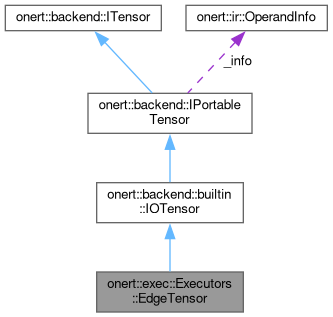 onert::backend::ITensor
onert::ir::OperandInfo
_info
onert::backend::IPortable
Tensor
onert::backend::builtin
::IOTensor
onert::exec::Executors
::EdgeTensor